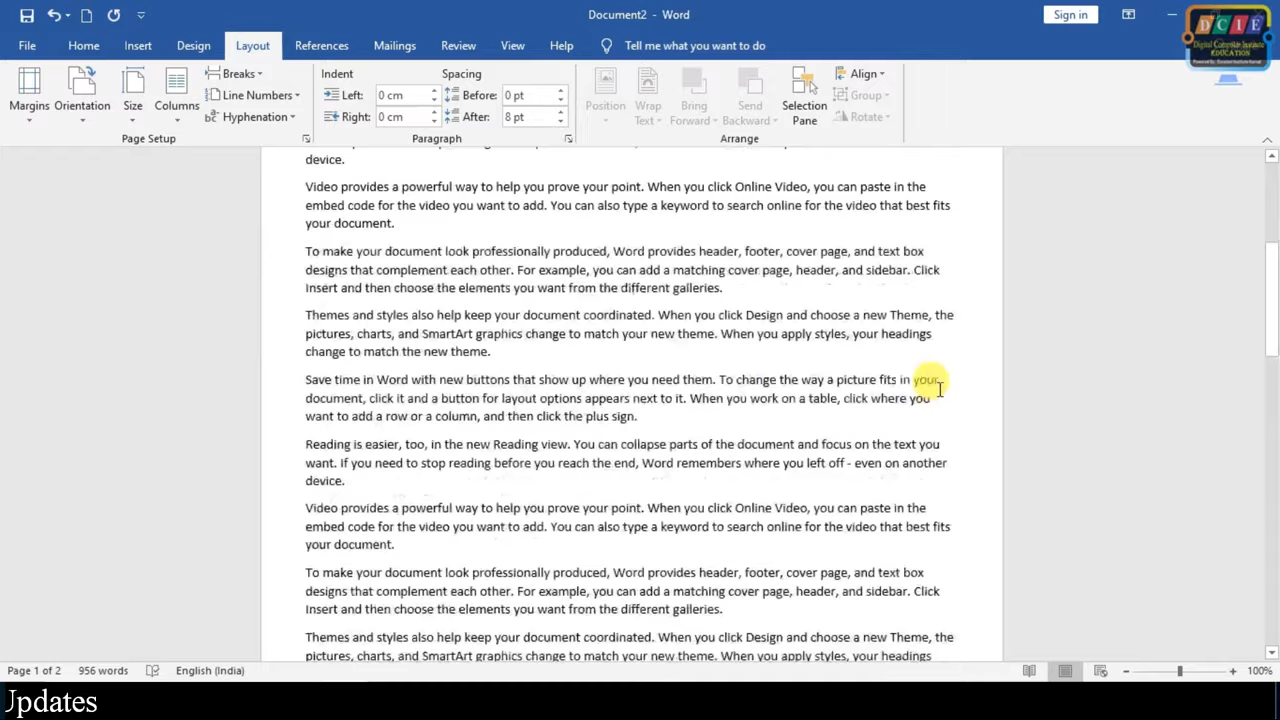 Document2 - Word
Sign in
DCIE
Digital Computer Institute
EDUCATION
File Home Insert Design Layout References Mailings Review View Help Tell me what you want to do
Margins Orientation Size Columns
Breaks
Line Numbers
Hyphenation
Page Setup
Indent
Left: 0 cm
Right: 0 cm
Spacing
Before: 0 pt
After: 8 pt
Paragraph
Position
Wrap Text
Bring Forward
Send Backward
Selection Pane
Align
Group
Rotate
Arrange
device.
Video provides a powerful way to help you prove your point. When you click Online Video, you can paste in the
embed code for the video you want to add. You can also type a keyword to search online for the video that best fits
your document.
To make your document look professionally produced, Word provides header, footer, cover page, and text box
designs that complement each other. For example, you can add a matching cover page, header, and sidebar. Click
Insert and then choose the elements you want from the different galleries.
Themes and styles also help keep your document coordinated. When you click Design and choose a new Theme, the
pictures, charts, and SmartArt graphics change to match your new theme. When you apply styles, your headings
change to match the new theme.
Save time in Word with new buttons that show up where you need them. To change the way a picture fits in your
document, click it and a button for layout options appears next to it. When you work on a table, click where you
want to add a row or a column, and then click the plus sign.
Reading is easier, too, in the new Reading view. You can collapse parts of the document and focus on the text you
want. If you need to stop reading before you reach the end, Word remembers where you left off - even on another
device.
Video provides a powerful way to help you prove your point. When you click Online Video, you can paste in the
embed code for the video you want to add. You can also type a keyword to search online for the video that best fits
your document.
To make your document look professionally produced, Word provides header, footer, cover page, and text box
designs that complement each other. For example, you can add a matching cover page, header, and sidebar. Click
Insert and then choose the elements you want from the different galleries.
Themes and styles also help keep your document coordinated. When you click Design and choose a new Theme, the
pictures, charts, and SmartArt graphics change to match your new theme. When you apply styles, your headings
Page 1 of 2 956 words English (India) 100%
Updates